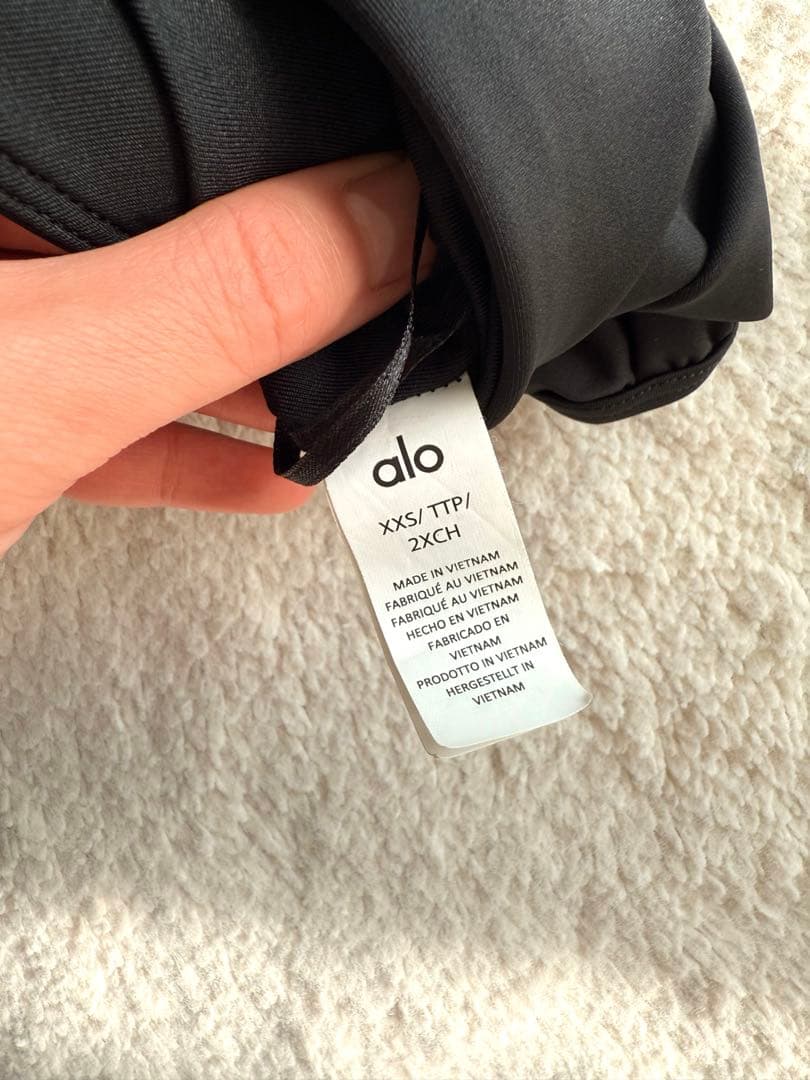 alo
XXS/ TTP/
2XCH
MADE IN VIETNAM
FABRIQUÉ AU VIETNAM
FABRIQUÉ AU VIETNAM
HECHO EN VIETNAM
FABRICADO EN
VIETNAM
PRODOTTO IN VIETNAM
HERGESTELLT IN
VIETNAM